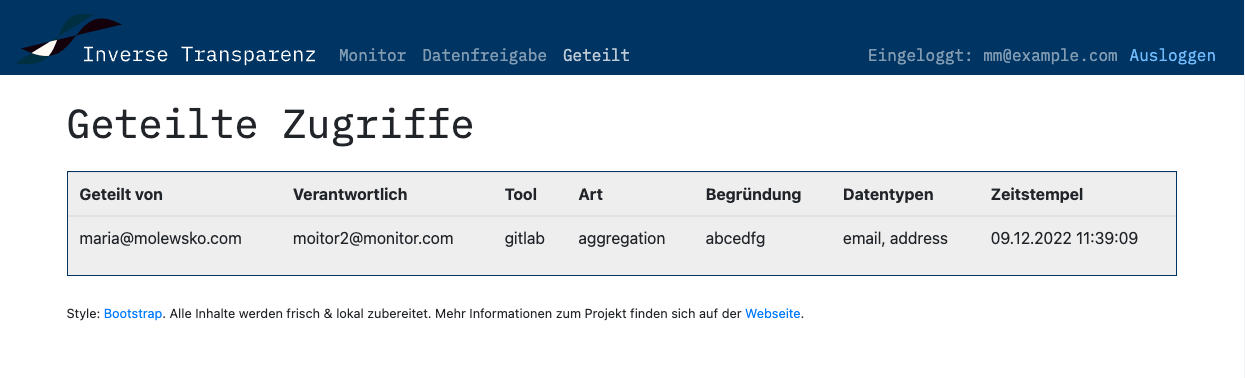 Inverse Transparenz Monitor Datenfreigabe Geteilt Eingeloggt: mm@example.com Ausloggen
Geteilte Zugriffe
Geteilt von Verantwortlich Tool Art Begründung Datentypen Zeitstempel
maria@molewsko.com moitor2@monitor.com gitlab aggregation abcedfg email, address 09.12.2022 11:39:09
Style: Bootstrap. Alle Inhalte werden frisch & lokal zubereitet. Mehr Informationen zum Projekt finden sich auf der Webseite.